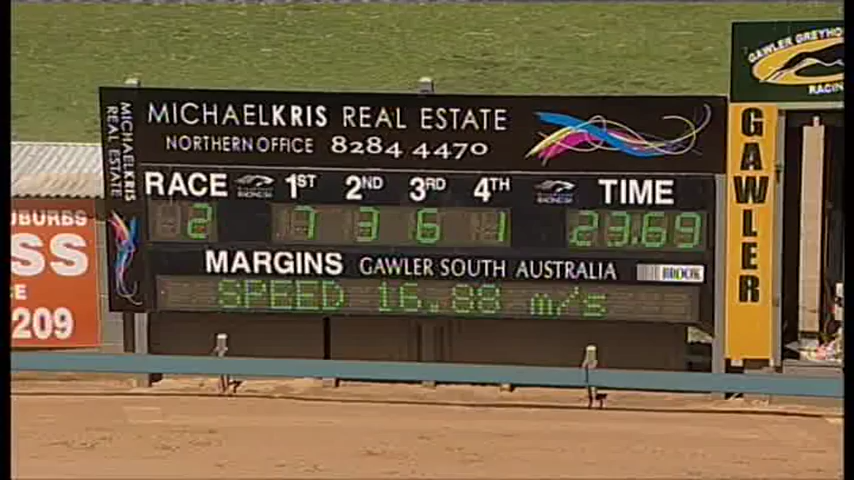 MICHAELKRIS REAL ESTATE
NORTHERN OFFICE 8284 4470
MICHAELKRIS
REAL ESTATE
RACE 1ST 2ND 3RD 4TH TIME
2 7 3 6 1 23.69
MARGINS GAWLER SOUTH AUSTRALIA BROOK
SPEED 16.88 m/s
GAWLER GREYHO
RACIN
GAWLER
UBURBS
SS
E
209